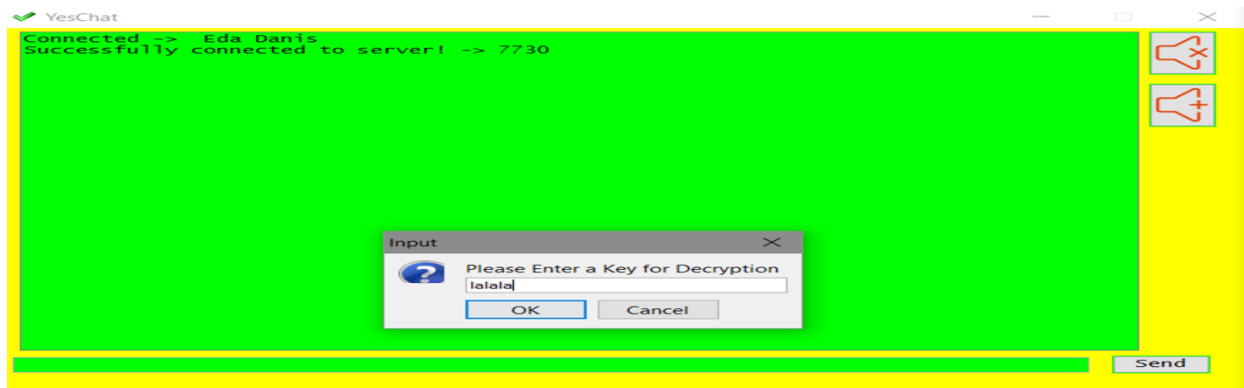 YesChat
Connected -> Eda Danis
Successfully connected to server! -> 7730
Input
Please Enter a Key for Decryption
lalala
OK Cancel
Send